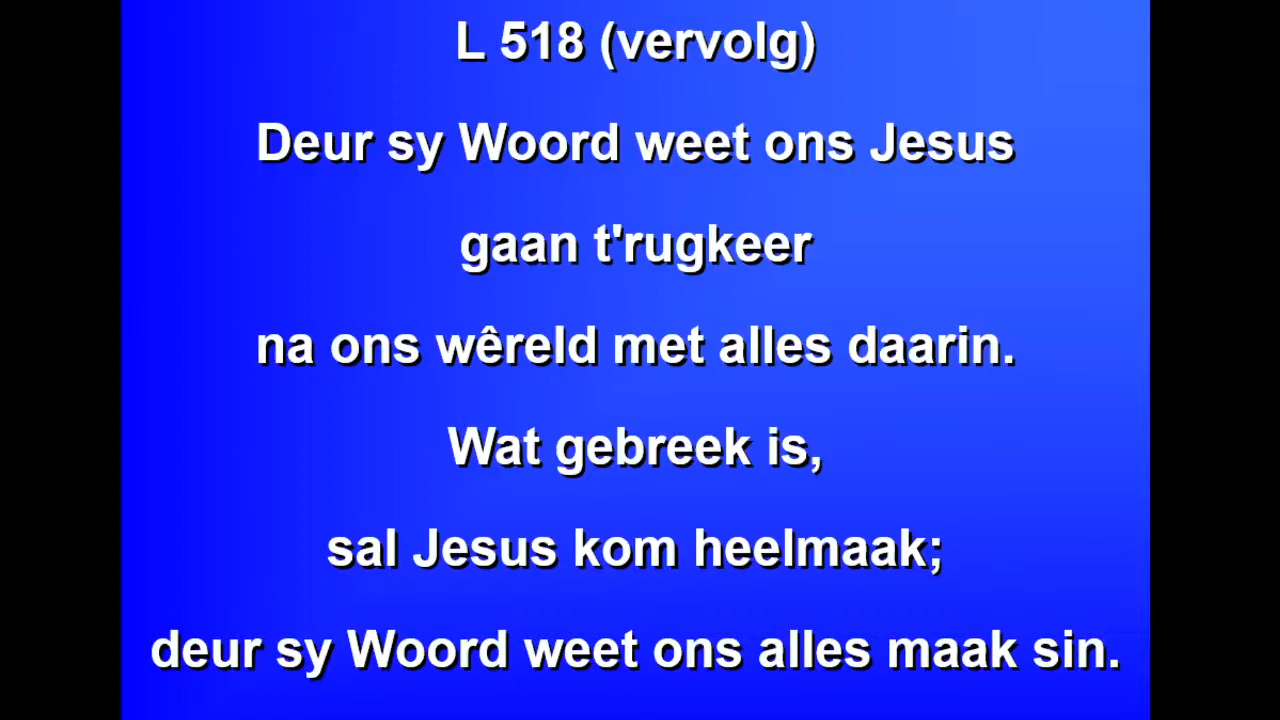 L 518 (vervolg)
Deur sy Woord weet ons Jesus
gaan t'rugkeer
na ons wêreld met alles daarin.
Wat gebreek is,
sal Jesus kom heelmaak;
deur sy Woord weet ons alles maak sin.